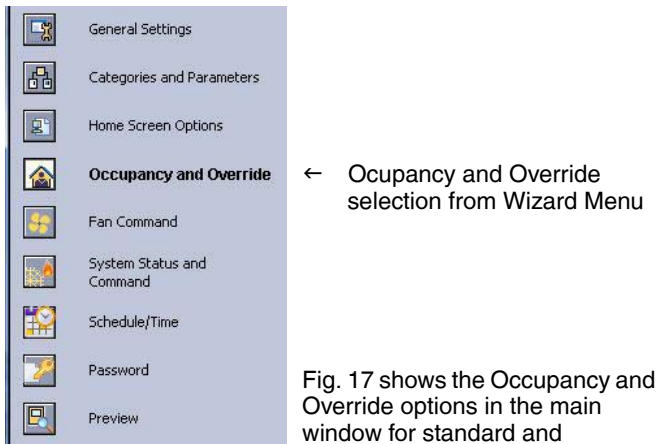 General Settings
Categories and Parameters
Home Screen Options
Occupancy and Override
← Ocupancy and Override
selection from Wizard Menu
Fan Command
System Status and
Command
Schedule/Time
Password
Preview
Fig. 17 shows the Occupancy and
Override options in the main
window for standard and